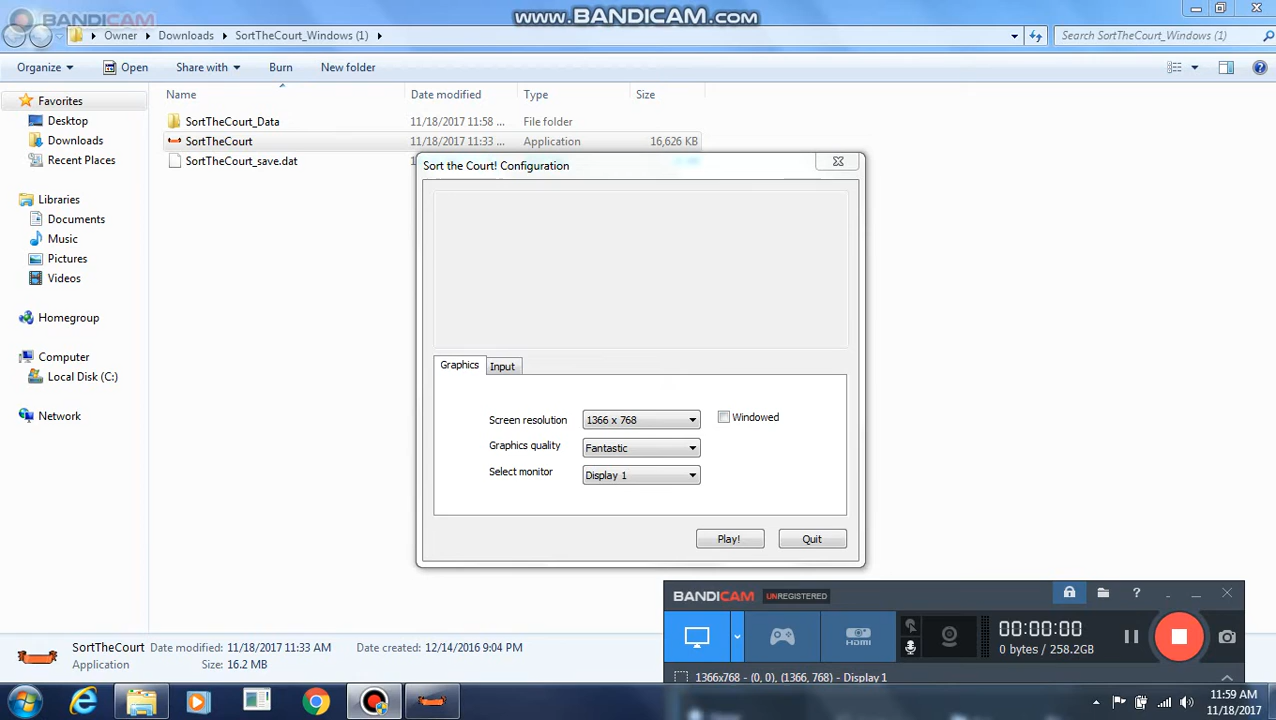 BANDICAM
www.BANDICAM.com
Owner
Downloads
SortTheCourt_Windows (1)
Search SortTheCourt_Windows (1)
Organize
Open
Share with
Burn
New folder
Favorites
Desktop
Downloads
Recent Places
Libraries
Documents
Music
Pictures
Videos
Homegroup
Computer
Local Disk (C:)
Network
Name
Date modified
Type
Size
SortTheCourt_Data
11/18/2017 11:58 ...
File folder
SortTheCourt
11/18/2017 11:33 ...
Application
16,626 KB
SortTheCourt_save.dat
Sort the Court! Configuration
Graphics
Input
Screen resolution
1366 x 768
Windowed
Graphics quality
Fantastic
Select monitor
Display 1
Play!
Quit
BANDICAM
UNREGISTERED
?
HDMI
00:00:00
0 bytes / 258.2GB
1366x768 - (0, 0), (1366, 768) - Display 1
SortTheCourt
Date modified: 11/18/2017 11:33 AM
Date created: 12/14/2016 9:04 PM
Application
Size: 16.2 MB
11:59 AM
11/18/2017